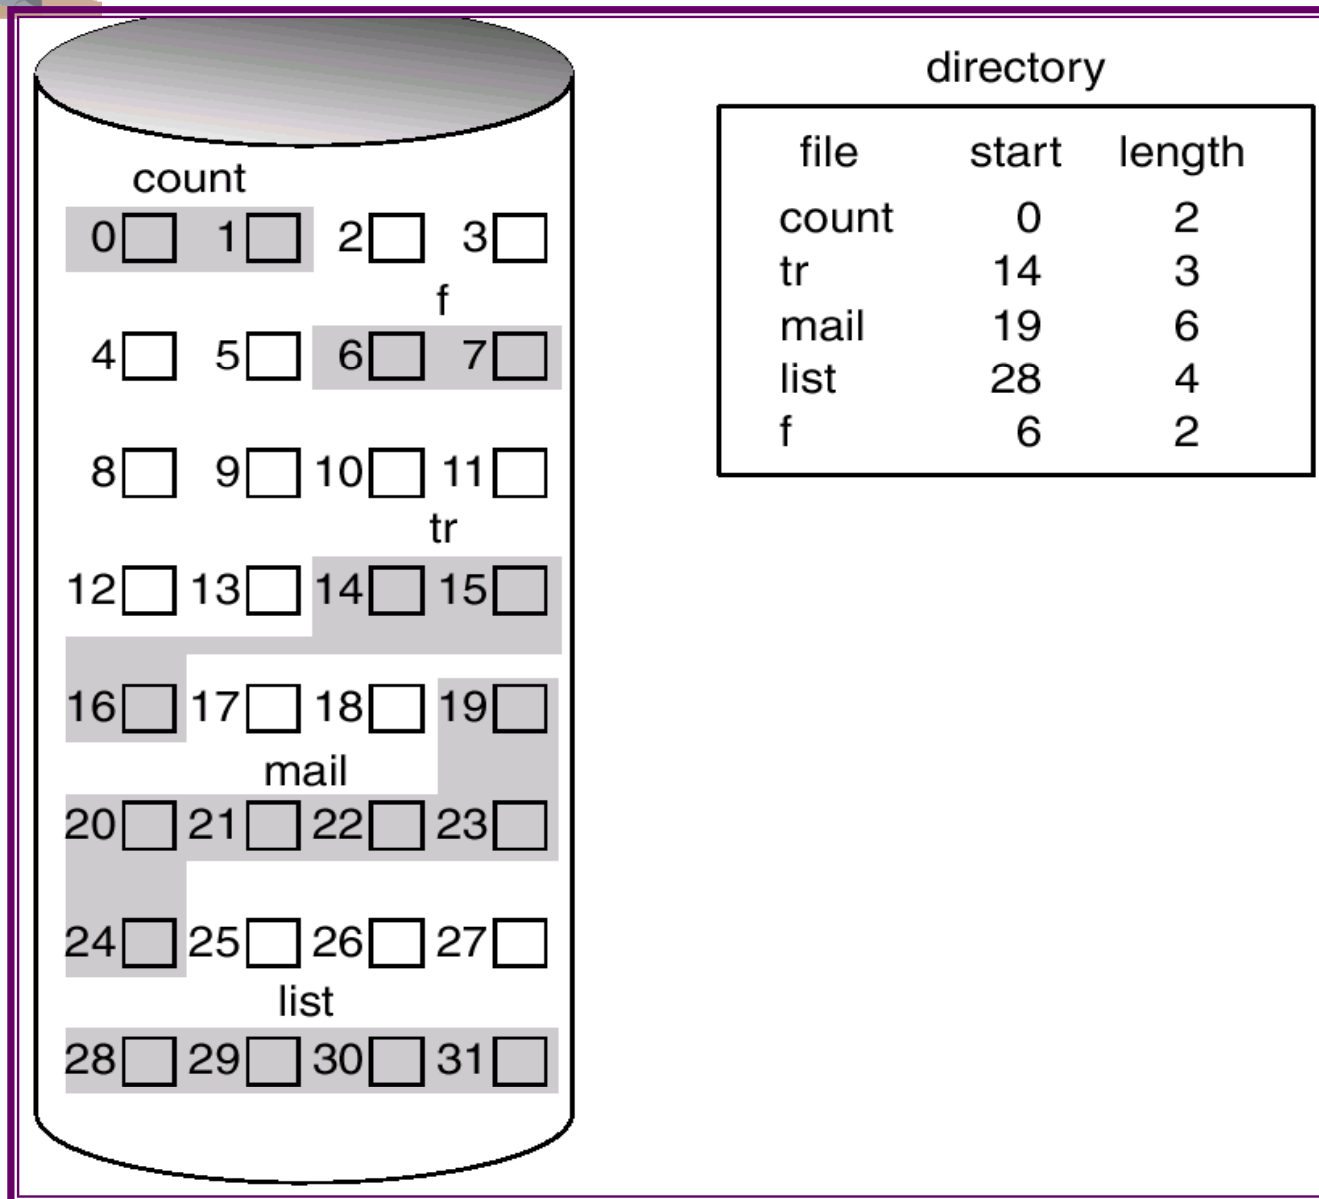 directory
file start length
count 0 2
tr 14 3
mail 19 6
list 28 4
f 6 2
count
0 1 2 3
f
4 5 6 7
8 9 10 11
tr
12 13 14 15
16 17 18 19
mail
20 21 22 23
24 25 26 27
list
28 29 30 31